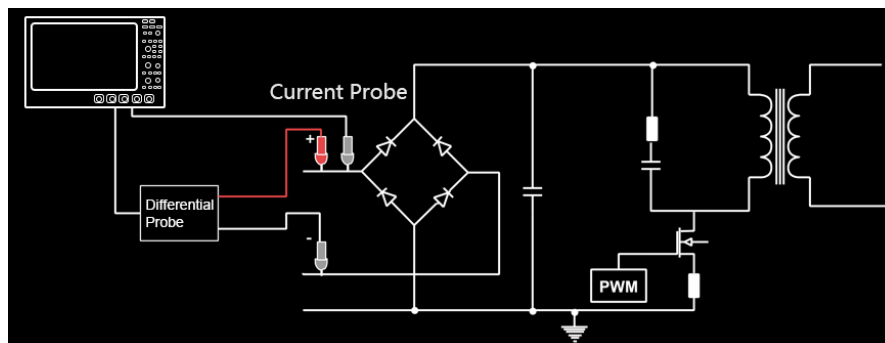 Current Probe
+
Differential
Probe
-
PWM